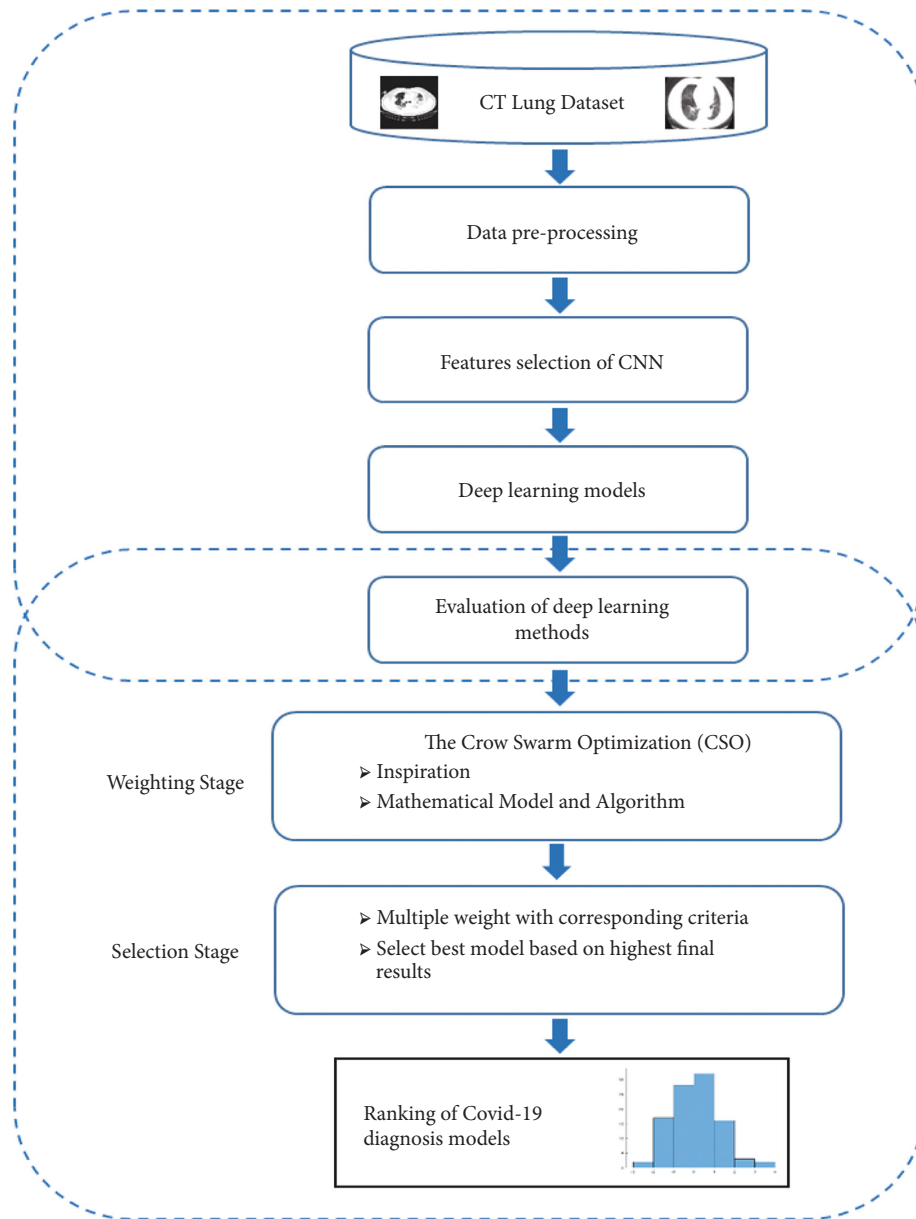 CT Lung Dataset
Data pre-processing
Features selection of CNN
Deep learning models
Evaluation of deep learning
methods
Weighting Stage
The Crow Swarm Optimization (CSO)
➢ Inspiration
➢ Mathematical Model and Algorithm
Selection Stage
➢ Multiple weight with corresponding criteria
➢ Select best model based on highest final
results
Ranking of Covid-19
diagnosis models